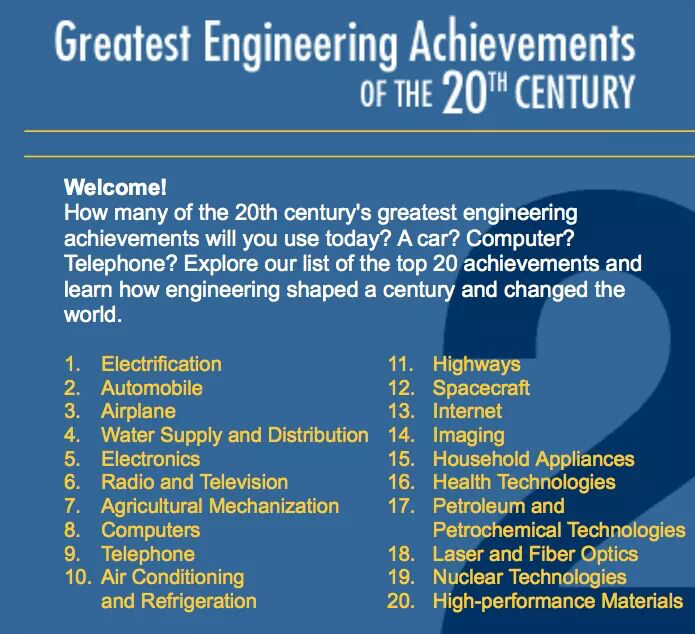 Greatest Engineering Achievements
OF THE 20TH CENTURY
Welcome!
How many of the 20th century's greatest engineering
achievements will you use today? A car? Computer?
Telephone? Explore our list of the top 20 achievements and
learn how engineering shaped a century and changed the
world.
1. Electrification
2. Automobile
3. Airplane
4. Water Supply and Distribution
5. Electronics
6. Radio and Television
7. Agricultural Mechanization
8. Computers
9. Telephone
10. Air Conditioning
and Refrigeration
11. Highways
12. Spacecraft
13. Internet
14. Imaging
15. Household Appliances
16. Health Technologies
17. Petroleum and
Petrochemical Technologies
18. Laser and Fiber Optics
19. Nuclear Technologies
20. High-performance Materials